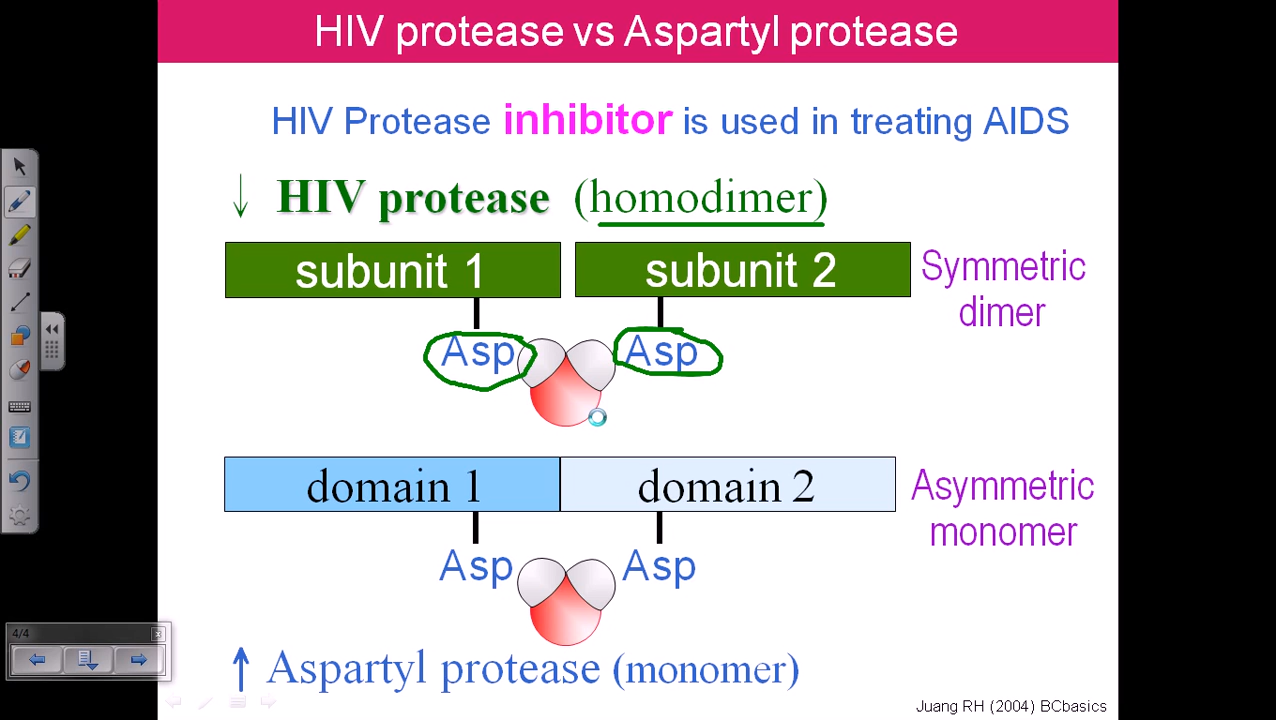 HIV protease vs Aspartyl protease
HIV Protease inhibitor is used in treating AIDS
↓ HIV protease (homodimer)
subunit 1 subunit 2 Symmetric dimer
Asp Asp
domain 1 domain 2 Asymmetric monomer
Asp Asp
4/4
↑ Aspartyl protease (monomer)
Juang RH (2004) BCbasics